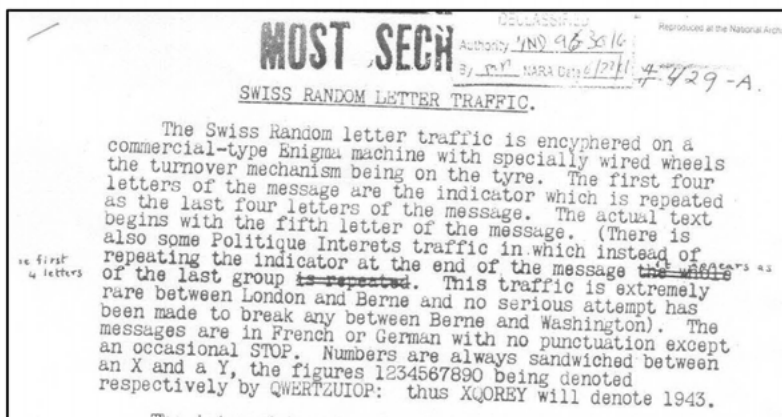 MOST SECR
DECLASSIFIED
Authority NND 963016
By NARA Date
Reproduced at the National Archi
# 429-A.
SWISS RANDOM LETTER TRAFFIC.
The Swiss Random letter traffic is encyphered on a
commercial-type Enigma machine with specially wired wheels
the turnover mechanism being on the tyre. The first four
letters of the message are the indicator which is repeated
as the last four letters of the message. The actual text
begins with the fifth letter of the message. (There is
also some Politique Interets traffic in which instead of
repeating the indicator at the end of the message the whole appears as
first
4 letters
of the last group is repeated. This traffic is extremely
rare between London and Berne and no serious attempt has
been made to break any between Berne and Washington). The
messages are in French or German with no punctuation except
an occasional STOP. Numbers are always sandwiched between
an X and a Y, the figures 1234567890 being denoted
respectively by QWERTZUIOP: thus XQOREY will denote 1943.